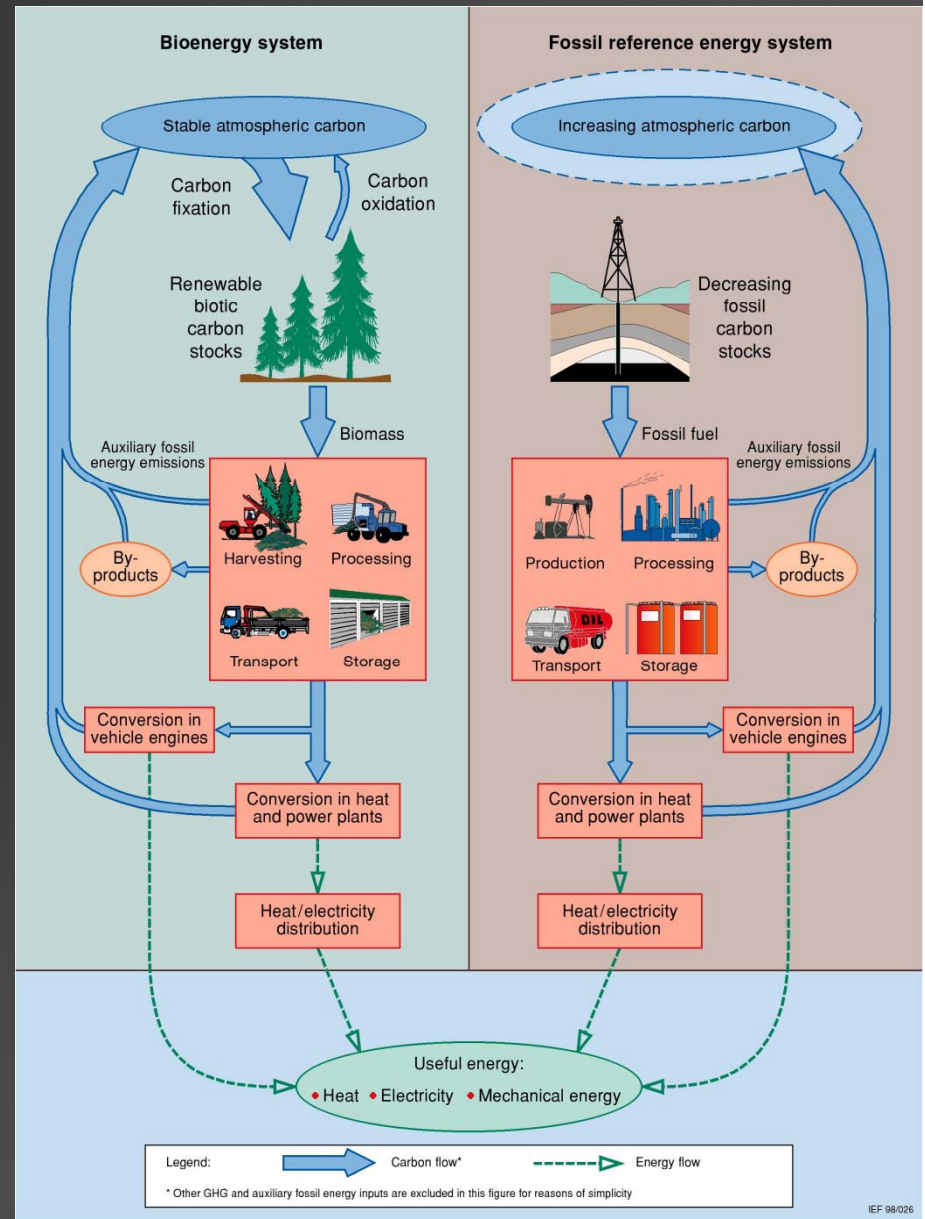 Bioenergy system
Stable atmospheric carbon
Carbon
fixation
Carbon
oxidation
Renewable
biotic
carbon
stocks
Biomass
Auxiliary fossil
energy emissions
Harvesting
Processing
By-
products
Transport
Storage
Conversion in
vehicle engines
Conversion in heat
and power plants
Heat/electricity
distribution
Fossil reference energy system
Increasing atmospheric carbon
Decreasing
fossil
carbon
stocks
Fossil fuel
Auxiliary fossil
energy emissions
Production
Processing
By-
products
OIL
Transport
Storage
Conversion in
vehicle engines
Conversion in heat
and power plants
Heat/electricity
distribution
Useful energy:
• Heat • Electricity • Mechanical energy
Legend:
Carbon flow*
Energy flow
* Other GHG and auxiliary fossil energy inputs are excluded in this figure for reasons of simplicity
IEF 98/026